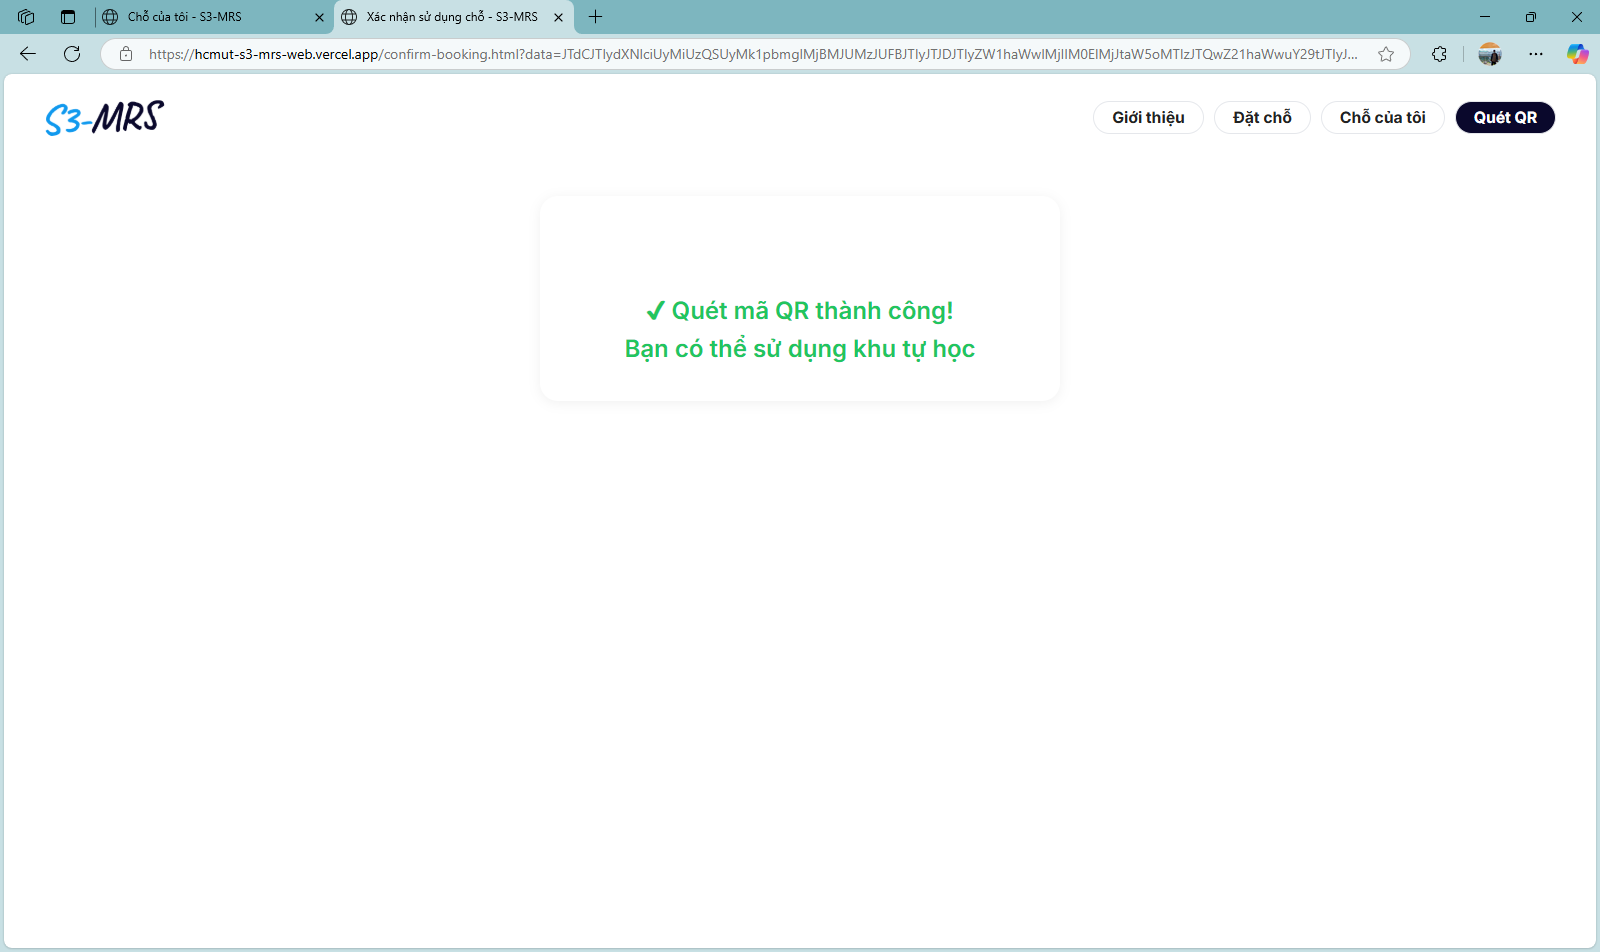 Chỗ của tôi - S3-MRS
Xác nhận sử dụng chỗ - S3-MRS
https://hcmut-s3-mrs-web.vercel.app/confirm-booking.html?data=JTdCJTIydXNlciUyMiUzQSUyMk1pbmglMjBMJUMzJUFBJTIyJTJDJTIyZW1haWwlMjIlM0ElMjJtaW5oMTIzJTQwZ21haWwuY29tJTIyJ...
S3-MRS
Giới thiệu
Đặt chỗ
Chỗ của tôi
Quét QR
✓ Quét mã QR thành công!
Bạn có thể sử dụng khu tự học